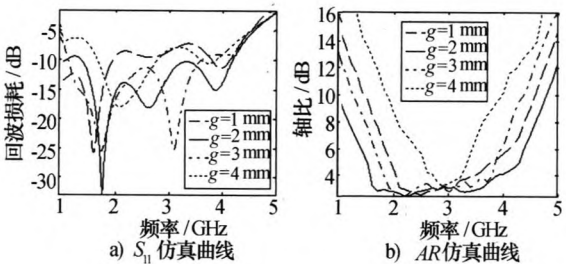 -5
-10
-15
-20
-25
-30
回波损耗/dB
g=1 mm
g=2 mm
g=3 mm
g=4 mm
1 2 3 4 5
频率/GHz
a) S11 仿真曲线
16
14
12
10
8
6
4
轴比/dB
g=1 mm
g=2 mm
g=3 mm
g=4 mm
1 2 3 4 5
频率/GHz
b) AR仿真曲线